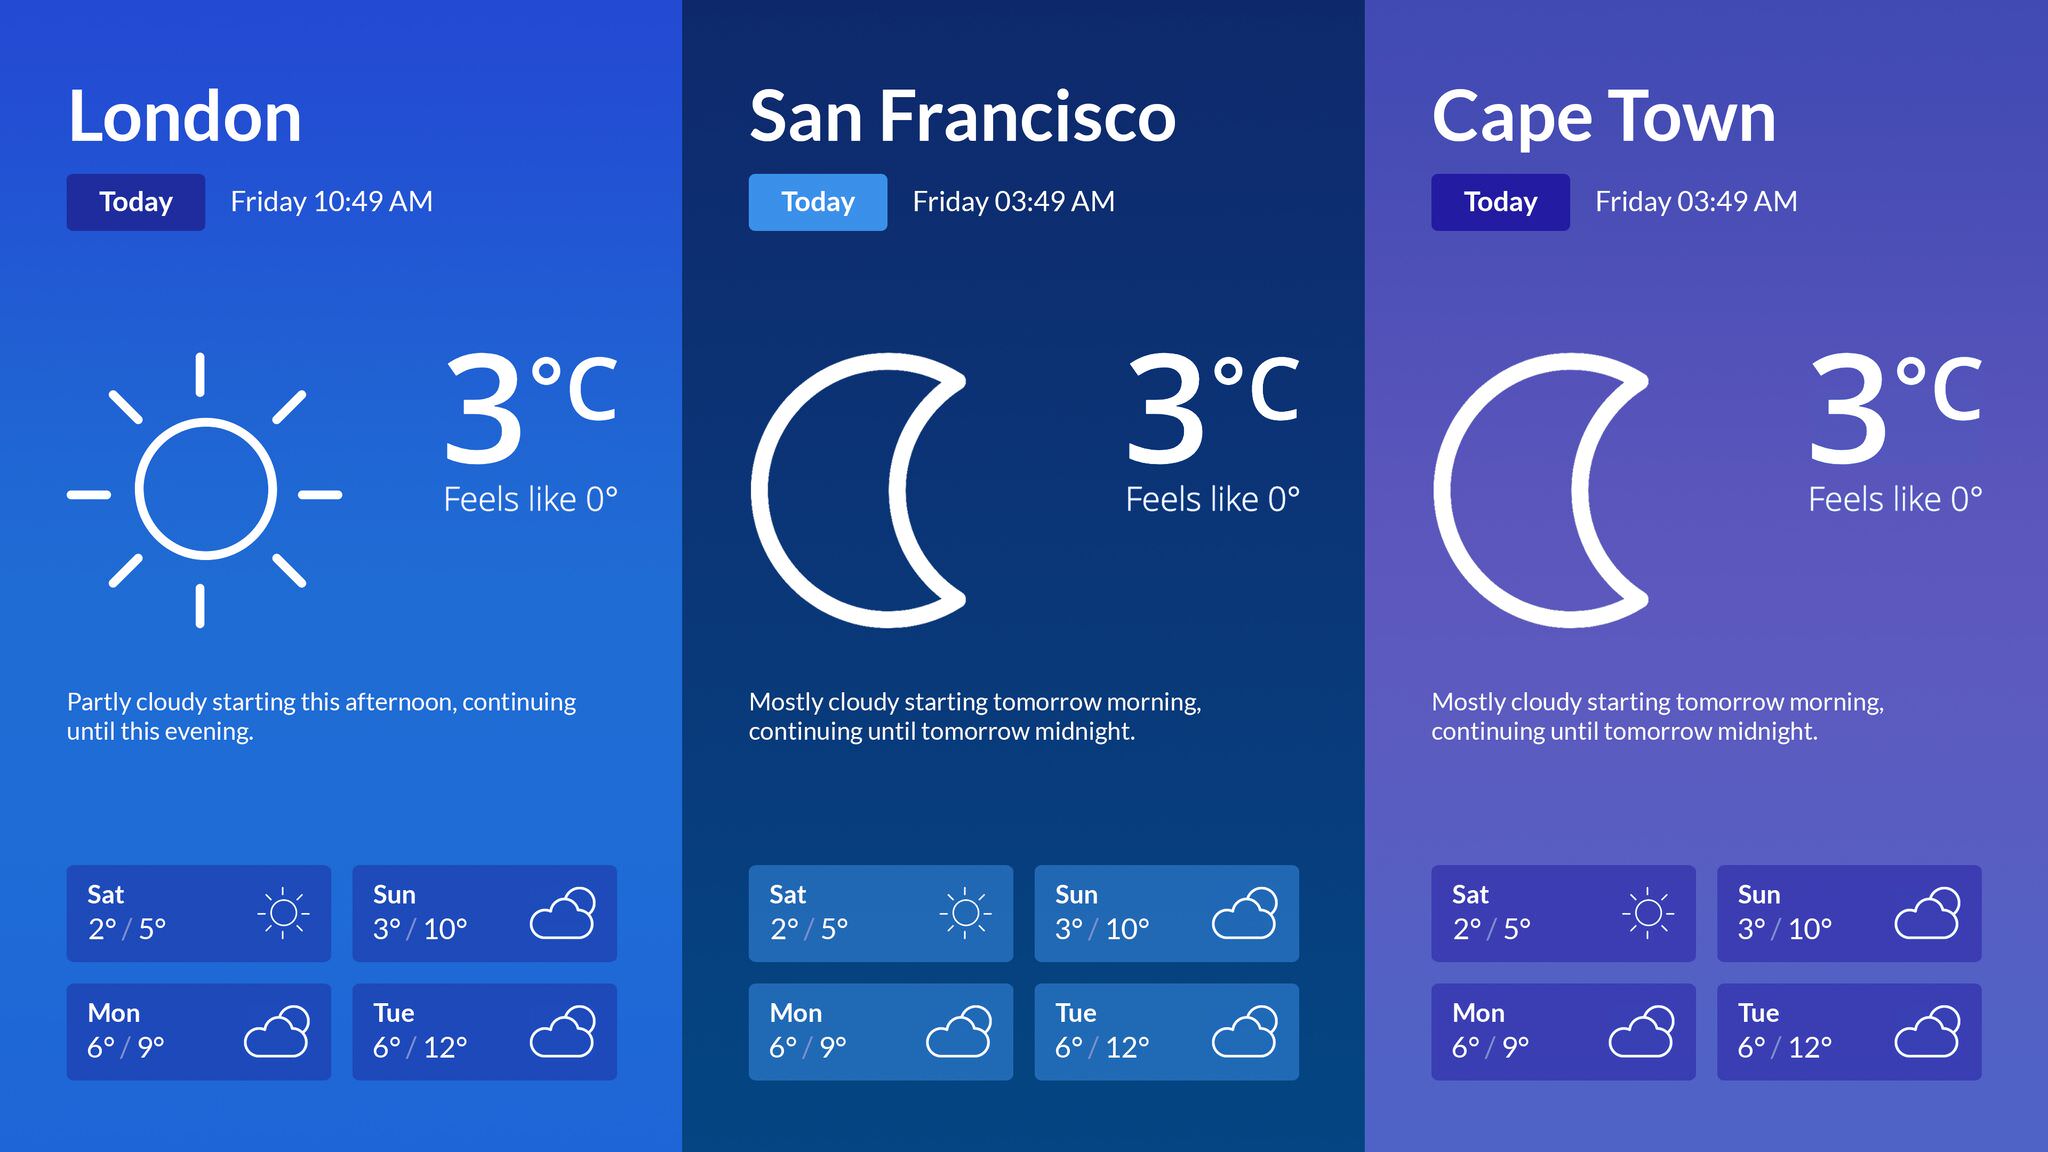 London
Today Friday 10:49 AM
3°C
Feels like 0°
Partly cloudy starting this afternoon, continuing
until this evening.
Sat
2° / 5°
Sun
3° / 10°
Mon
6° / 9°
Tue
6° / 12°
San Francisco
Today Friday 03:49 AM
3°C
Feels like 0°
Mostly cloudy starting tomorrow morning,
continuing until tomorrow midnight.
Sat
2° / 5°
Sun
3° / 10°
Mon
6° / 9°
Tue
6° / 12°
Cape Town
Today Friday 03:49 AM
3°C
Feels like 0°
Mostly cloudy starting tomorrow morning,
continuing until tomorrow midnight.
Sat
2° / 5°
Sun
3° / 10°
Mon
6° / 9°
Tue
6° / 12°